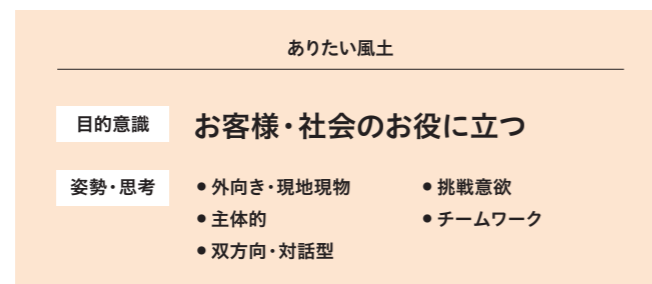 ありたい風土
目的意識 お客様・社会のお役に立つ
姿勢・思考 ●外向き・現地現物 ●挑戦意欲
●主体的 ●チームワーク
●双方向・対話型